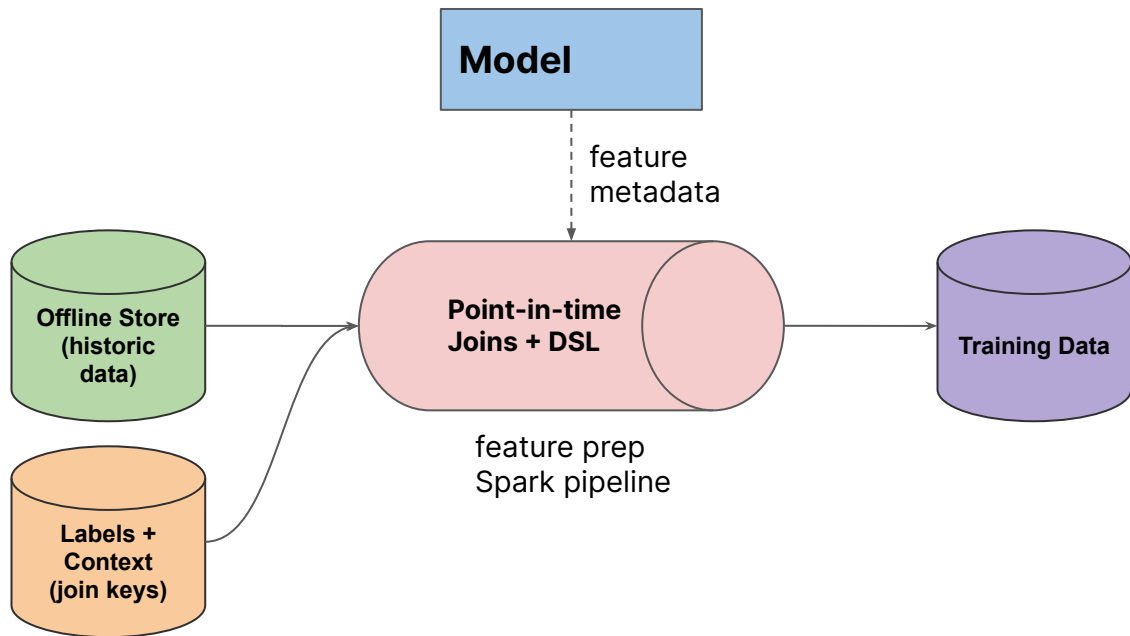 Model
feature
metadata
Offline Store
(historic
data)
Point-in-time
Joins + DSL
Training Data
feature prep
Spark pipeline
Labels +
Context
(join keys)